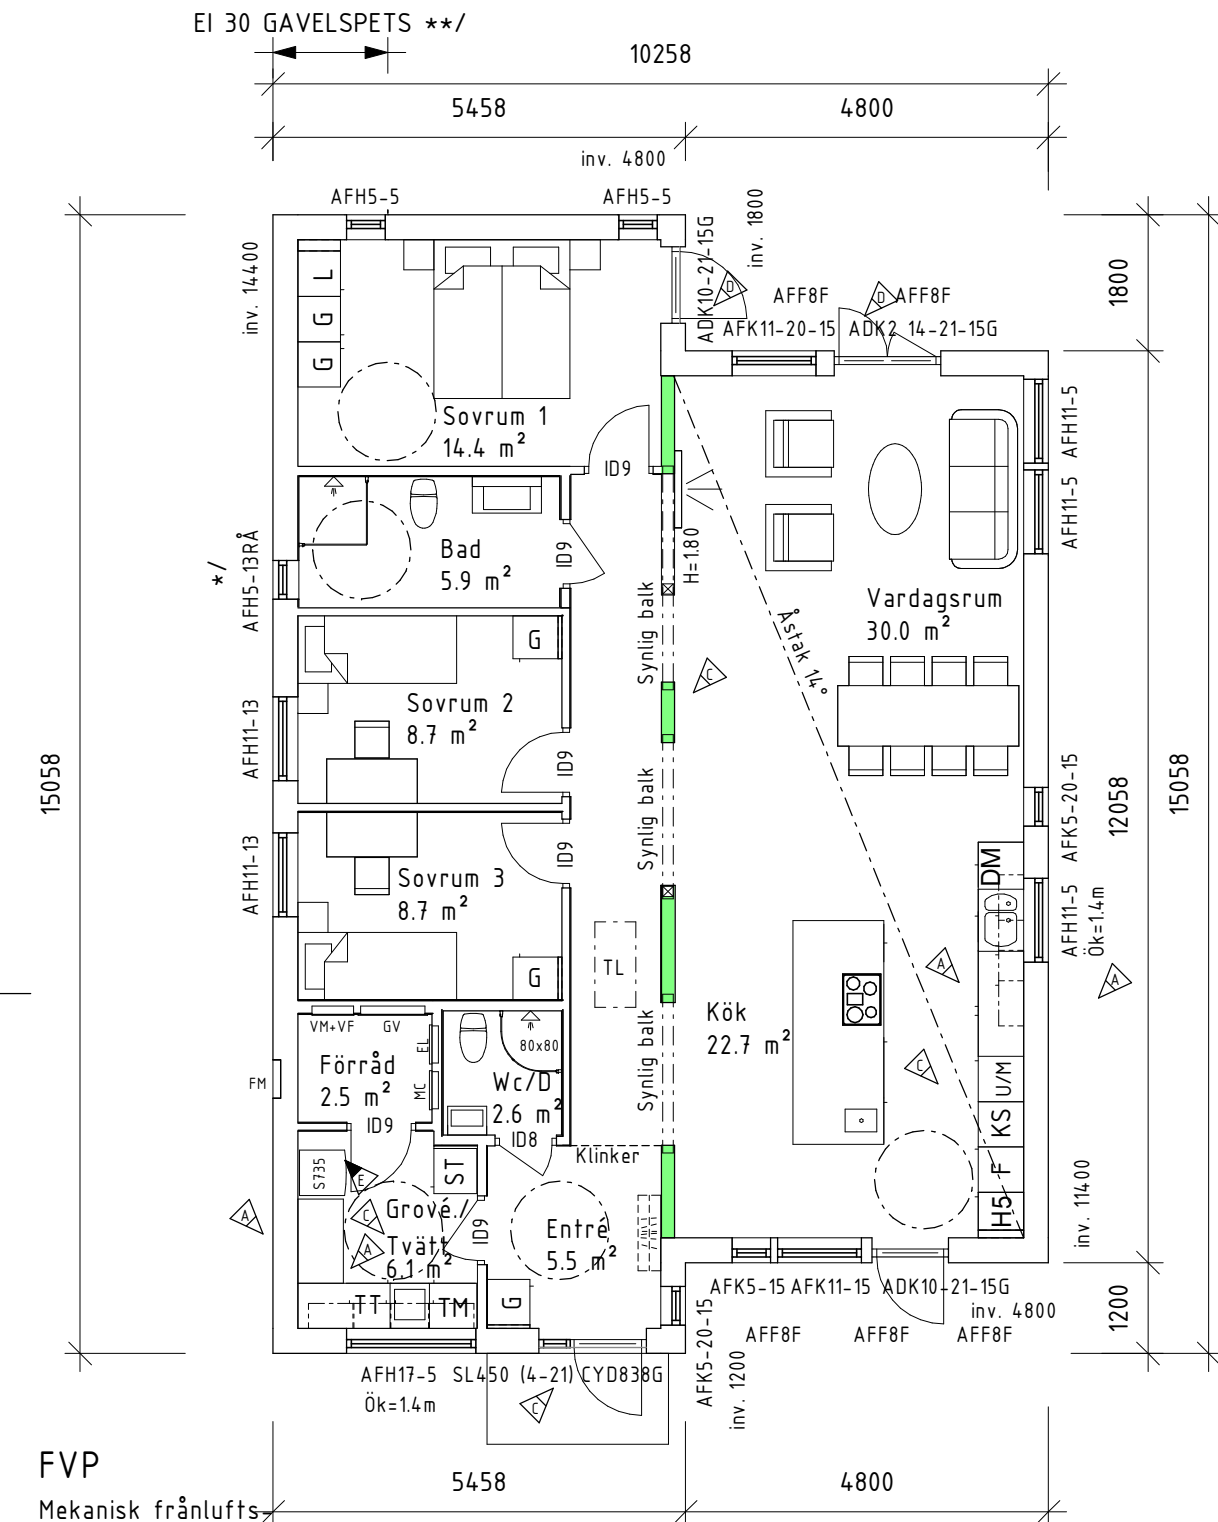 EI 30 GAVELSPETS **/
10258
5458
4800
inv. 4800
AFH5-5
AFH5-5
inv. 14400
ADK10-21-15G
inv. 1800
D
AFF8F
D
AFF8F
AFK11-20-15
ADK2 14-21-15G
1800
L
G
G
Sovrum 1
14.4 m²
ID9
AFH11-5
AFH11-5
*/
AFH5-13RÅ
Bad
5.9 m²
ID9
H=1.80
Synlig balk
Vardagsrum
30.0 m²
Åstak 14°
G
C
Sovrum 2
8.7 m²
AFH11-13
ID9
15058
Synlig balk
AFK5-20-15
12058
15058
AFH11-13
ID9
Sovrum 3
8.7 m²
DM
AFH11-5
Ök=1.4m
G
TL
A
A
VM+VF
GV
EL
Kök
22.7 m²
Synlig balk
80x80
FM
Förråd
2.5 m²
MC
Wc/D
2.6 m²
C
U/M
KS
ID9
ID8
Klinker
S735
E
ST
F
H5
inv. 11400
A
C
Grové./
Tvätt
6.1 m²
A
ID9
Entré
5.5 m²
TT
TM
G
AFK5-15
AFK11-15
ADK10-21-15G
inv. 4800
1200
AFK5-20-15
inv. 1200
AFF8F
AFF8F
AFF8F
AFH17-5
SL450 (4-21)
CYD838G
Ök=1.4m
C
FVP
5458
4800
Mekanisk frånlufts-